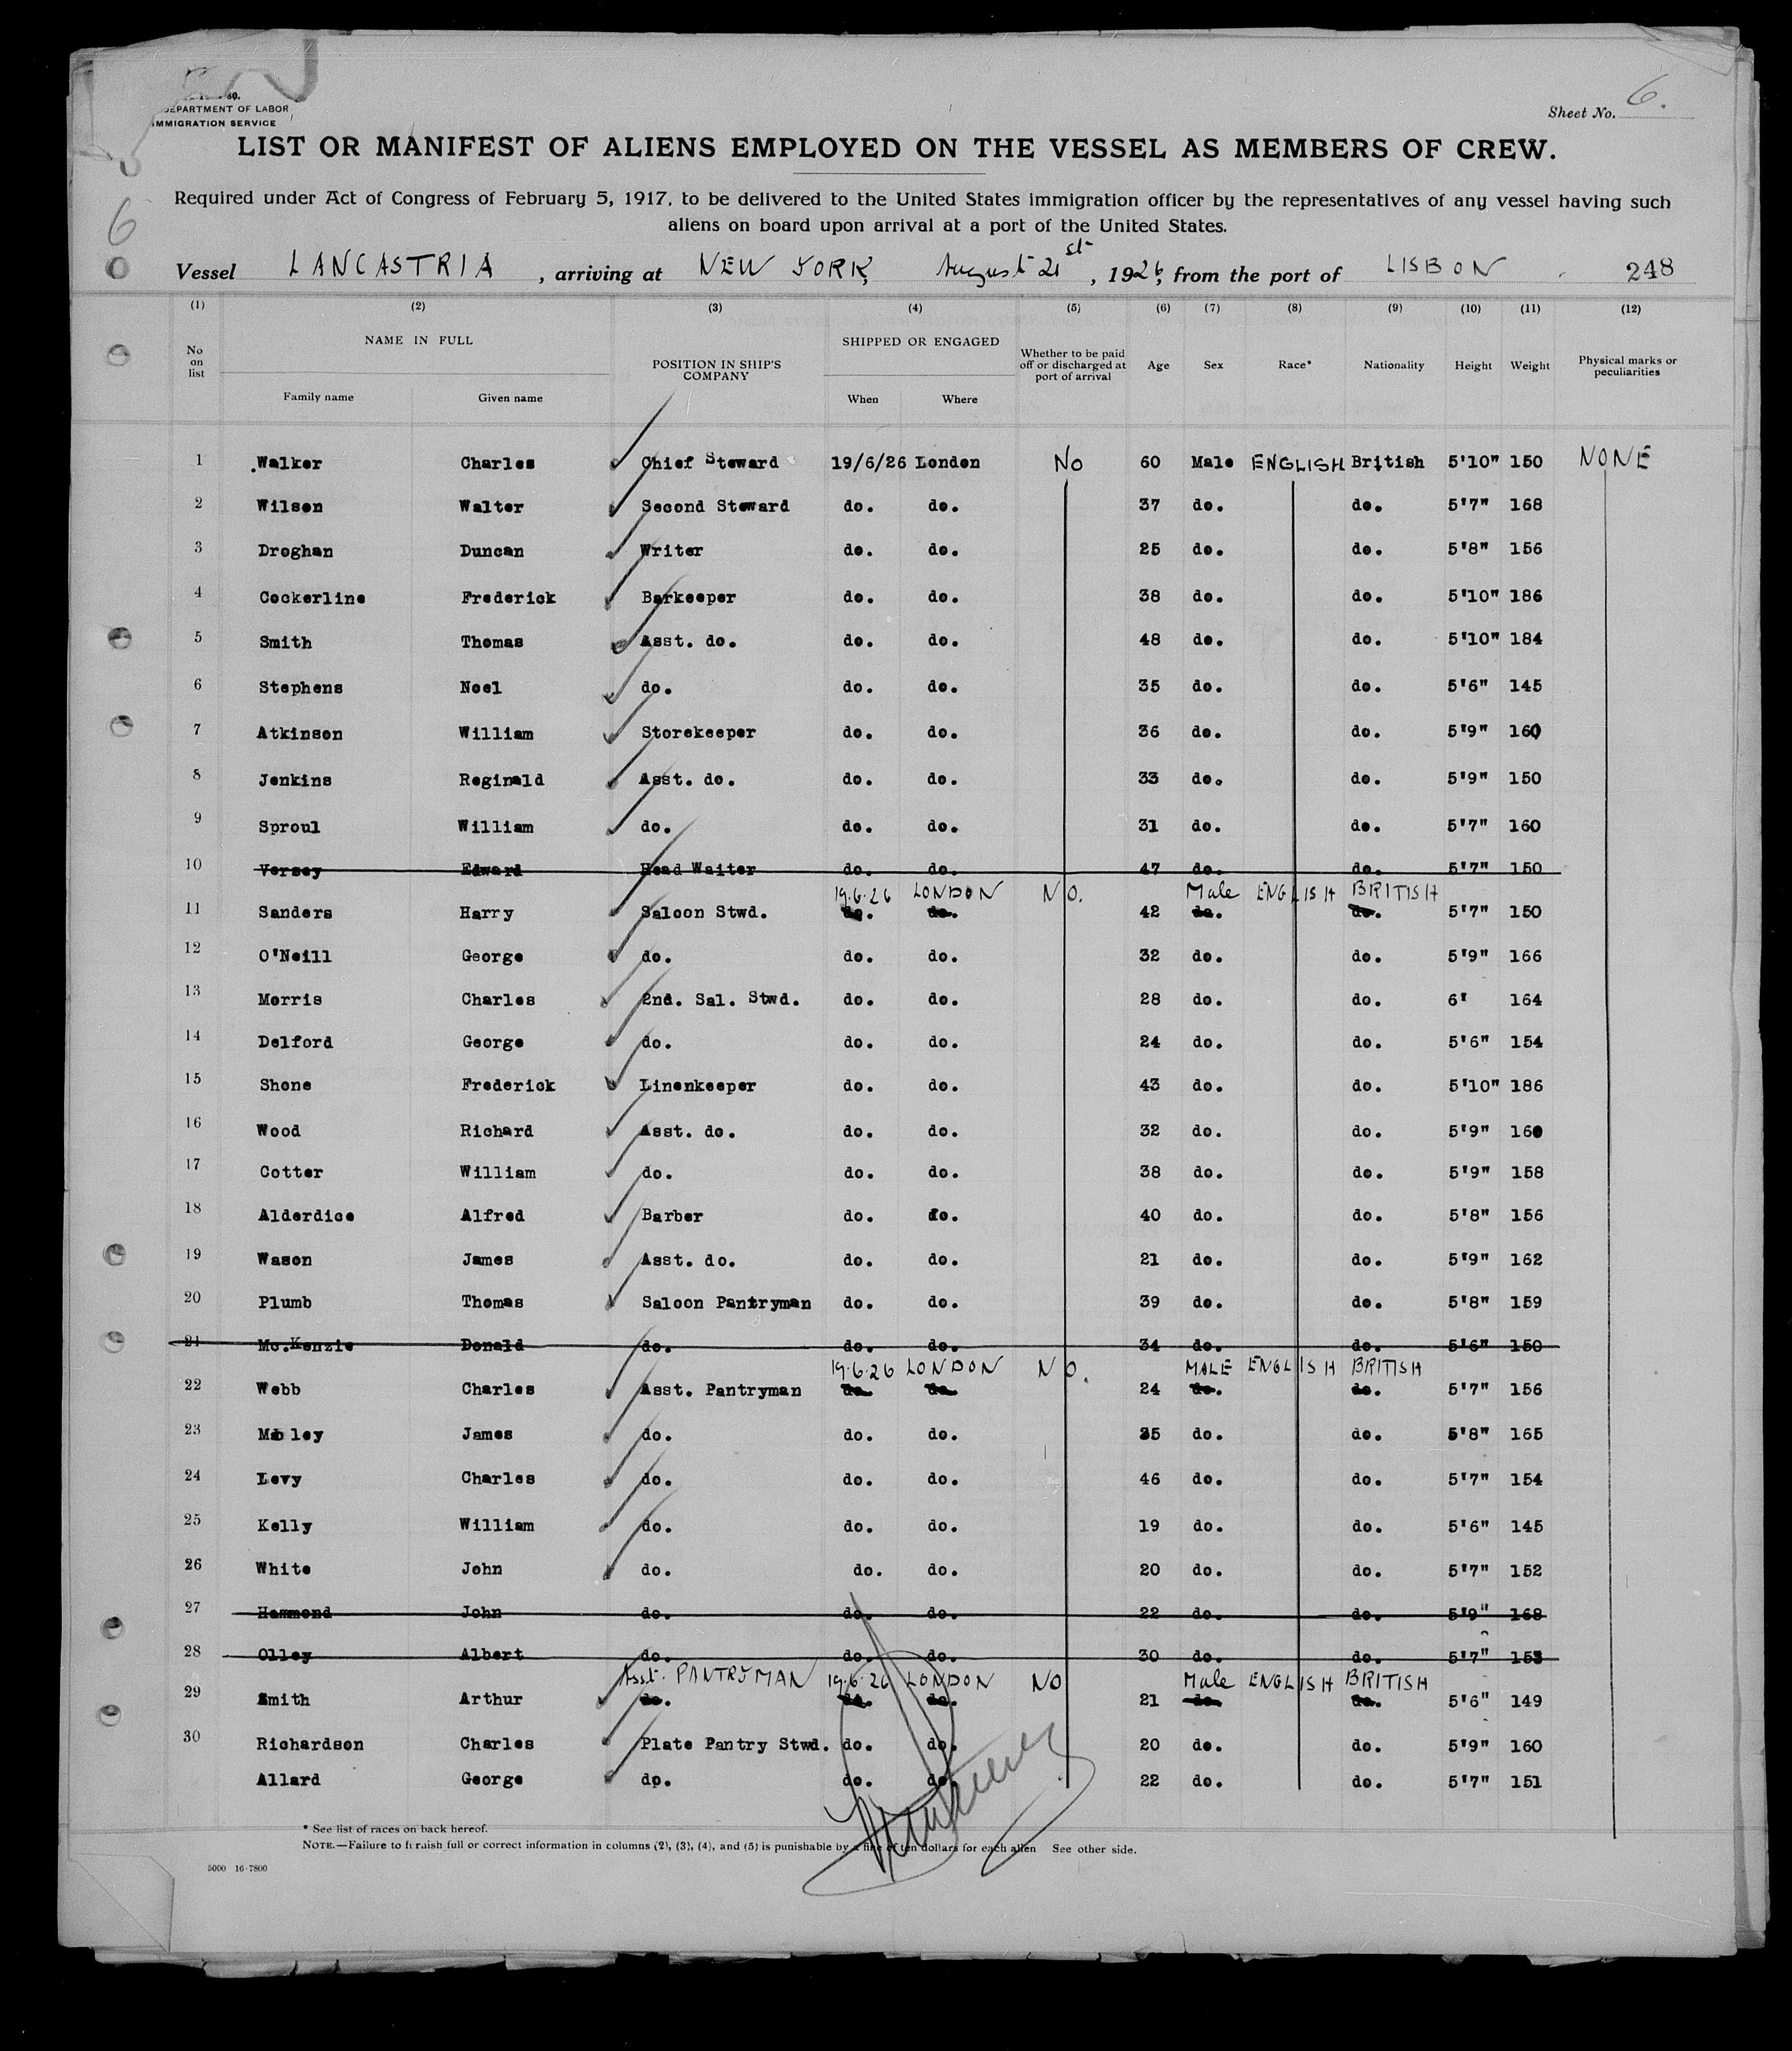 60.
DEPARTMENT OF LABOR
IMMIGRATION SERVICE
Sheet No. 6.
LIST OR MANIFEST OF ALIENS EMPLOYED ON THE VESSEL AS MEMBERS OF CREW.
Required under Act of Congress of February 5, 1917, to be delivered to the United States immigration officer by the representatives of any vessel having such
aliens on board upon arrival at a port of the United States.
6
0
Vessel LANCASTRIA , arriving at NEW YORK, August 21st , 1926, from the port of LISBON 248
(1) (2) (3) (4) (5) (6) (7) (8) (9) (10) (11) (12)
No on list NAME IN FULL Family name Given name POSITION IN SHIP'S COMPANY SHIPPED OR ENGAGED When Where Whether to be paid off or discharged at port of arrival Age Sex Race* Nationality Height Weight Physical marks or peculiarities
1 Walker Charles Chief Steward 19/6/26 London No 60 Male ENGLISH British 5'10" 150 NONE
2 Wilson Walter Second Steward do. do. 37 do. do. 5'7" 168
3 Droghan Duncan Writer do. do. 25 do. do. 5'8" 156
4 Cockerline Frederick Barkeeper do. do. 38 do. do. 5'10" 186
5 Smith Thomas Asst. do. do. do. 48 do. do. 5'10" 184
6 Stephens Noel do. do. do. 35 do. do. 5'6" 145
7 Atkinson William Storekeeper do. do. 36 do. do. 5'9" 160
8 Jenkins Reginald Asst. do. do. do. 33 do. do. 5'9" 150
9 Sproul William do. do. do. 31 do. do. 5'7" 160
10 Versey Edward Head Waiter do. do. 47 do. do. 5'7" 150
19.6.26 LONDON NO. Male ENGLISH BRITISH
11 Sanders Harry Saloon Stwd. do. do. 42 do. do. 5'7" 150
12 O'Neill George do. do. do. 32 do. do. 5'9" 166
13 Morris Charles 2nd. Sal. Stwd. do. do. 28 do. do. 6' 164
14 Delford George do. do. do. 24 do. do. 5'6" 154
15 Shone Frederick Linenkeeper do. do. 43 do. do. 5'10" 186
16 Wood Richard Asst. do. do. do. 32 do. do. 5'9" 160
17 Cotter William do. do. do. 38 do. do. 5'9" 158
18 Alderdice Alfred Barber do. do. 40 do. do. 5'8" 156
19 Wason James Asst. do. do. do. 21 do. do. 5'9" 162
20 Plumb Thomas Saloon Pantryman do. do. 39 do. do. 5'8" 159
21 Mc.Kenzie Donald do. do. do. 34 do. do. 5'6" 150
19.6.26 LONDON NO. MALE ENGLISH BRITISH
22 Webb Charles Asst. Pantryman do. do. 24 do. do. 5'7" 156
23 James do. do. do. 35 do. do. 5'8" 165
24 Levy Charles do. do. do. 46 do. do. 5'7" 154
25 Kelly William do. do. do. 19 do. do. 5'6" 145
26 White John do. do. do. 20 do. do. 5'7" 152
27 Hammond John do. do. do. 22 do. do. 5'9" 168
28 Olley Albert do. do. do. 30 do. do. 5'7" 153
Asst. PANTRYMAN 19.6.26 LONDON NO Male ENGLISH BRITISH
29 Smith Arthur do. do. do. 21 do. do. 5'6" 149
30 Richardson Charles Plate Pantry Stwd. do. do. 20 do. do. 5'9" 160
Allard George do. do. do. 22 do. do. 5'7" 151
* See list of races on back hereof.
NOTE.—Failure to furnish full or correct information in columns (2), (3), (4), and (5) is punishable by a fine of ten dollars for each alien See other side.
5000 16-7800